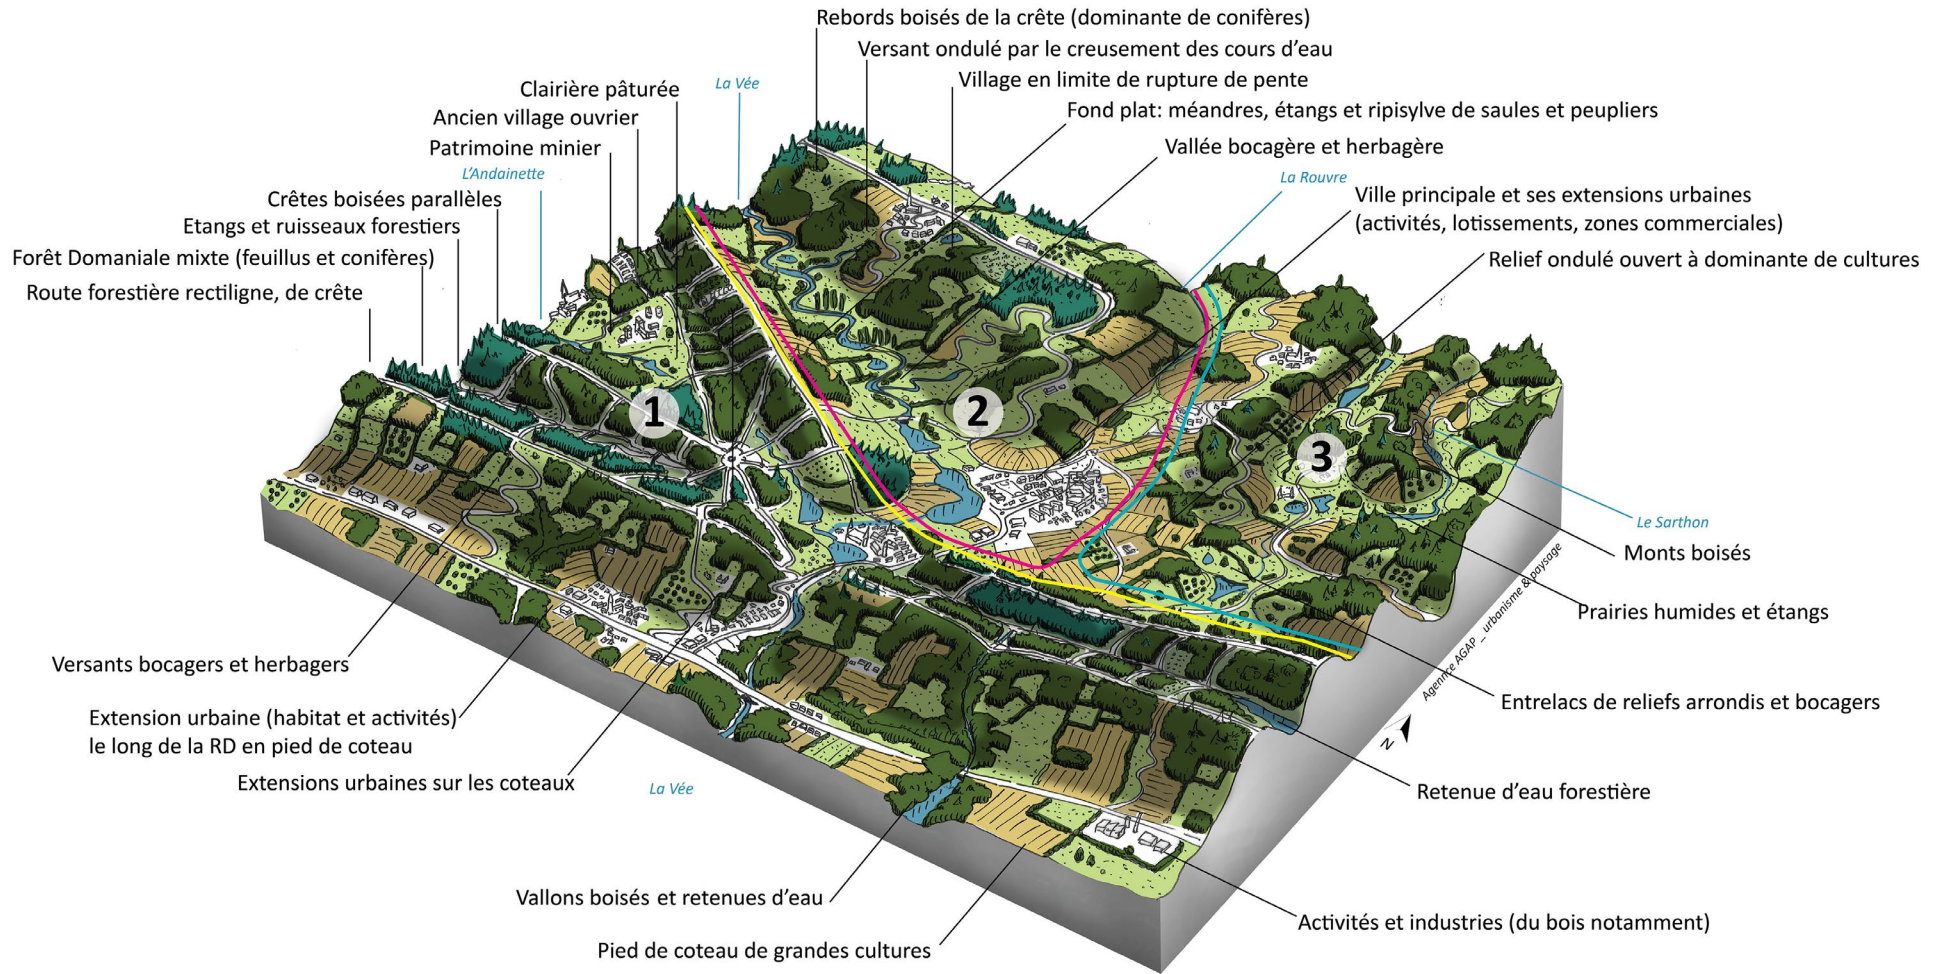 Rebords boisés de la crête (dominante de conifères)
Versant ondulé par le creusement des cours d'eau
Village en limite de rupture de pente
Clairière pâturée
La Vée
Fond plat: méandres, étangs et ripisylve de saules et peupliers
Ancien village ouvrier
Patrimoine minier
Vallée bocagère et herbagère
L'Andainette
La Rouvre
Crêtes boisées parallèles
Ville principale et ses extensions urbaines
(activités, lotissements, zones commerciales)
Etangs et ruisseaux forestiers
Forêt Domaniale mixte (feuillus et conifères)
Relief ondulé ouvert à dominante de cultures
Route forestière rectiligne, de crête
1
2
3
Le Sarthon
Monts boisés
Agence AGAP _ urbanisme & paysage
Prairies humides et étangs
Versants bocagers et herbagers
Entrelacs de reliefs arrondis et bocagers
Extension urbaine (habitat et activités)
le long de la RD en pied de coteau
N
Extensions urbaines sur les coteaux
La Vée
Retenue d'eau forestière
Vallons boisés et retenues d'eau
Activités et industries (du bois notamment)
Pied de coteau de grandes cultures